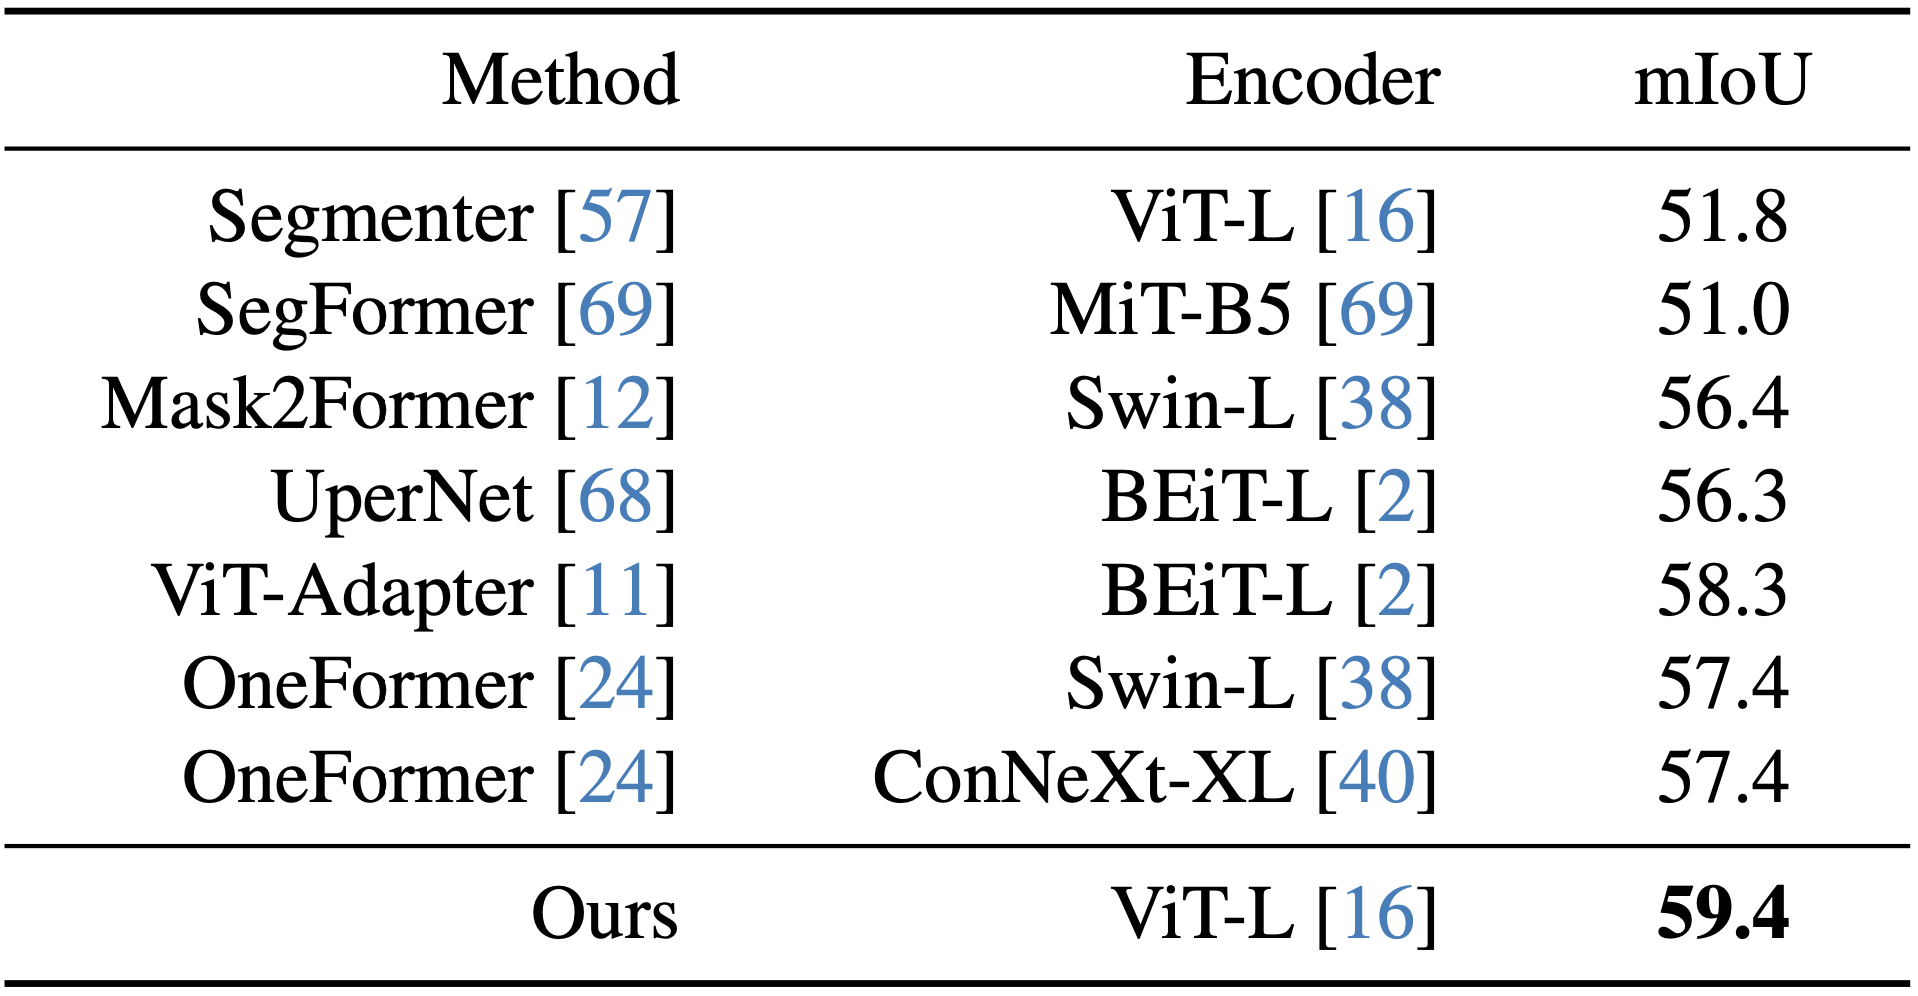 Method Encoder mIoU
Segmenter [57] ViT-L [16] 51.8
SegFormer [69] MiT-B5 [69] 51.0
Mask2Former [12] Swin-L [38] 56.4
UperNet [68] BEiT-L [2] 56.3
ViT-Adapter [11] BEiT-L [2] 58.3
OneFormer [24] Swin-L [38] 57.4
OneFormer [24] ConNeXt-XL [40] 57.4
Ours ViT-L [16] 59.4